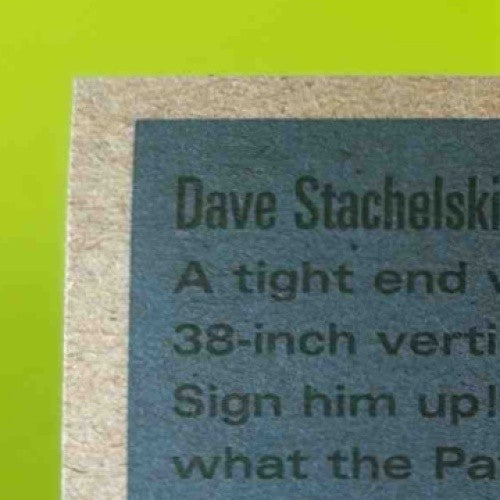 Dave Stachelski
A tight end
38-inch verti
Sign him up!
what the Pa